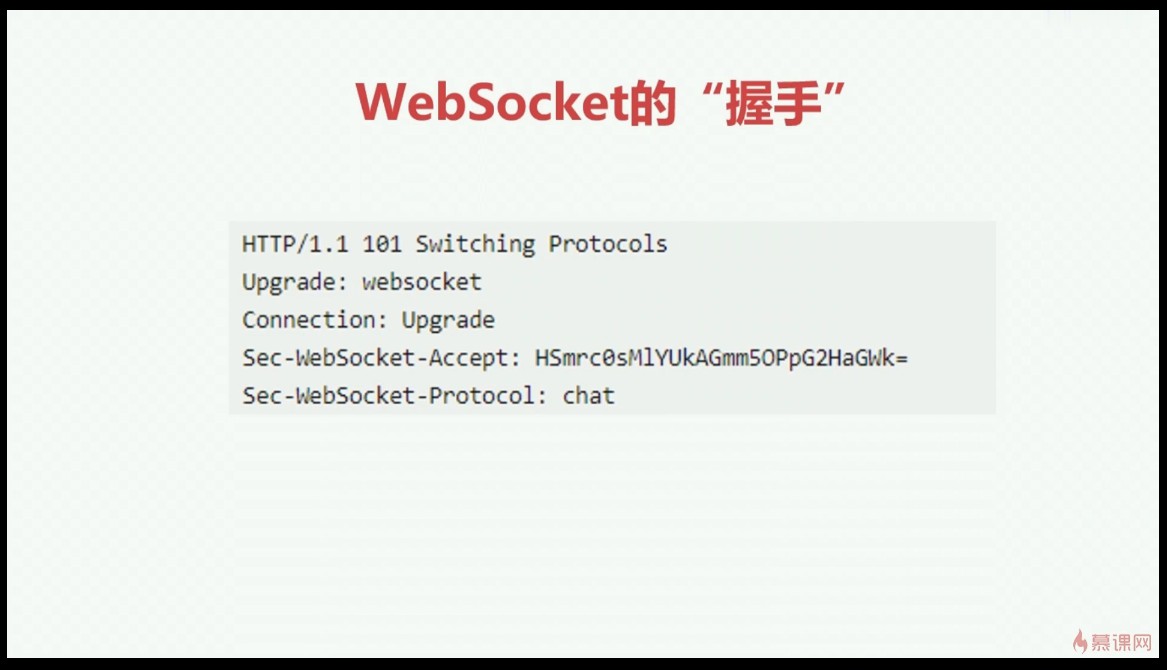 WebSocket的“握手”
HTTP/1.1 101 Switching Protocols
Upgrade: websocket
Connection: Upgrade
Sec-WebSocket-Accept: HSmrc0sMlYUkAGmm5OPpG2HaGWk=
Sec-WebSocket-Protocol: chat
慕课网